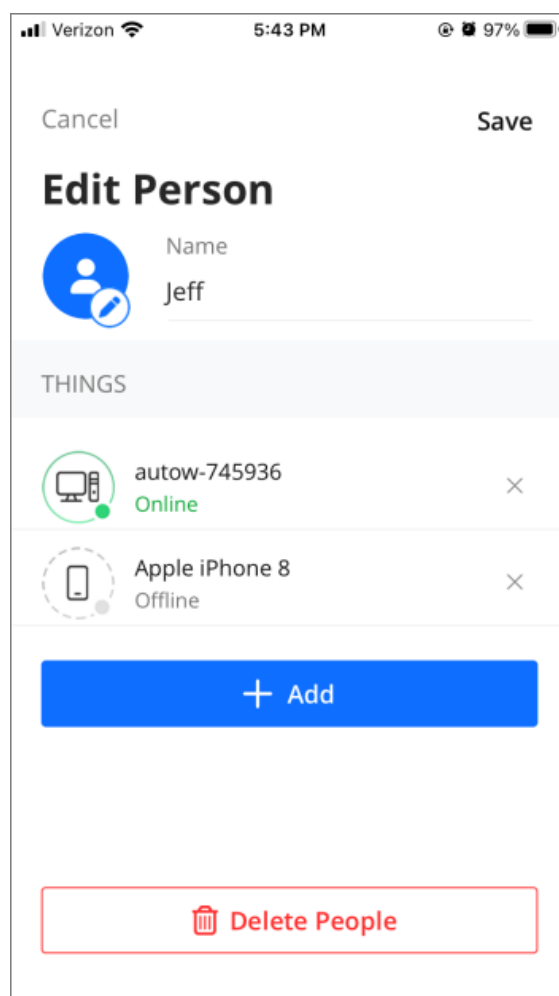 Verizon 5:43 PM 97%
Cancel Save
Edit Person
Name
Jeff
THINGS
autow-745936
Online
Apple iPhone 8
Offline
Add
Delete People